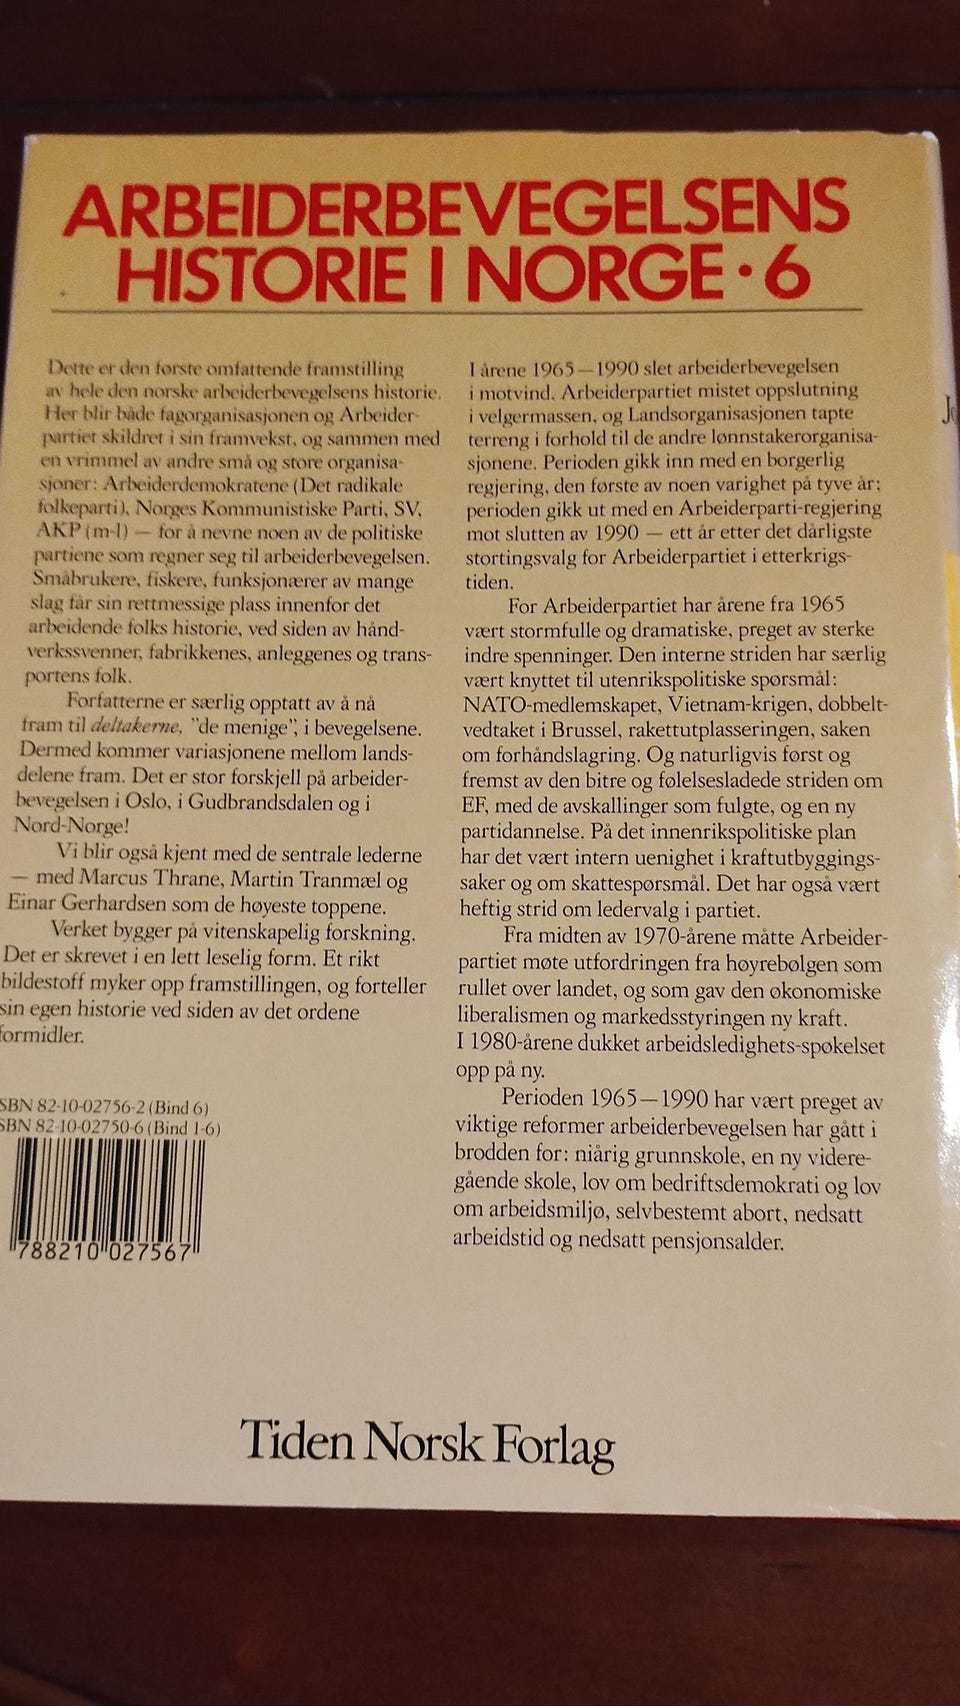 ARBEIDERBEVEGELSENS
HISTORIE I NORGE · 6
Dette er den første omfattende framstilling
av hele den norske arbeiderbevegelsens historie.
Her blir både fagorganisasjonen og Arbeider-
partiet skildret i sin framvekst, og sammen med
en vrimmel av andre små og store organisa-
sjoner: Arbeiderdemokratene (Det radikale
folkeparti), Norges Kommunistiske Parti, SV,
AKP (m-l) — for å nevne noen av de politiske
partiene som regner seg til arbeiderbevegelsen.
Småbrukere, fiskere, funksjonærer av mange
slag får sin rettmessige plass innenfor det
arbeidende folks historie, ved siden av hånd-
verkssvenner, fabrikkenes, anleggenes og trans-
portens folk.
Forfatterne er særlig opptatt av å nå
fram til deltakerne, ”de menige”, i bevegelsene.
Dermed kommer variasjonene mellom lands-
delene fram. Det er stor forskjell på arbeider-
bevegelsen i Oslo, i Gudbrandsdalen og i
Nord-Norge!
Vi blir også kjent med de sentrale lederne
— med Marcus Thrane, Martin Tranmæl og
Einar Gerhardsen som de høyeste toppene.
Verket bygger på vitenskapelig forskning.
Det er skrevet i en lett leselig form. Et rikt
bildestoff myker opp framstillingen, og forteller
sin egen historie ved siden av det ordene
formidler.
SBN 82-10-02756-2 (Bind 6)
SBN 82-10-02750-6 (Bind 1-6)
788210 027567
I årene 1965—1990 slet arbeiderbevegelsen
i motvind. Arbeiderpartiet mistet oppslutning
i velgermassen, og Landsorganisasjonen tapte
terreng i forhold til de andre lønnstakerorganisa-
sjonene. Perioden gikk inn med en borgerlig
regjering, den første av noen varighet på tyve år;
perioden gikk ut med en Arbeiderparti-regjering
mot slutten av 1990 — ett år etter det dårligste
stortingsvalg for Arbeiderpartiet i etterkrigs-
tiden.
For Arbeiderpartiet har årene fra 1965
vært stormfulle og dramatiske, preget av sterke
indre spenninger. Den interne striden har særlig
vært knyttet til utenrikspolitiske spørsmål:
NATO-medlemskapet, Vietnam-krigen, dobbelt-
vedtaket i Brussel, rakettutplasseringen, saken
om forhåndslagring. Og naturligvis først og
fremst av den bitre og følelsesladede striden om
EF, med de avskallinger som fulgte, og en ny
partidannelse. På det innenrikspolitiske plan
har det vært intern uenighet i kraftutbyggings-
saker og om skattespørsmål. Det har også vært
heftig strid om ledervalg i partiet.
Fra midten av 1970-årene måtte Arbeider-
partiet møte utfordringen fra høyrebølgen som
rullet over landet, og som gav den økonomiske
liberalismen og markedsstyringen ny kraft.
I 1980-årene dukket arbeidsledighets-spøkelset
opp på ny.
Perioden 1965—1990 har vært preget av
viktige reformer arbeiderbevegelsen har gått i
brodden for: niårig grunnskole, en ny videre-
gående skole, lov om bedriftsdemokrati og lov
om arbeidsmiljø, selvbestemt abort, nedsatt
arbeidstid og nedsatt pensjonsalder.
Tiden Norsk Forlag